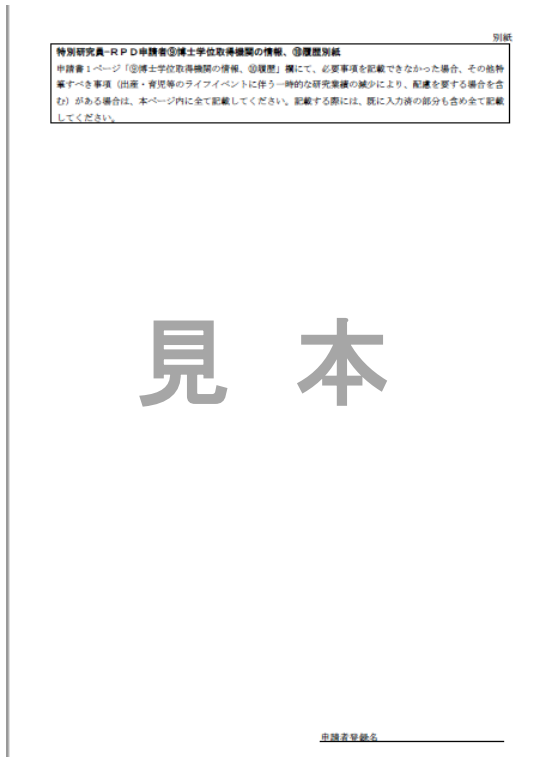 別紙
特別研究員-ＲＰＤ申請者⑨博士学位取得機関の情報、⑩履歴別紙
申請書１ページ「⑨博士学位取得機関の情報、⑩履歴」欄にて、必要事項を記載できなかった場合、その他特
筆すべき事項（出産・育児等のライフイベントに伴う一時的な研究業績の減少により、配慮を要する場合を含
む）がある場合は、本ページ内に全て記載してください。記載する際には、既に入力済の部分も含め全て記載
してください。
見 本
申請者登録名